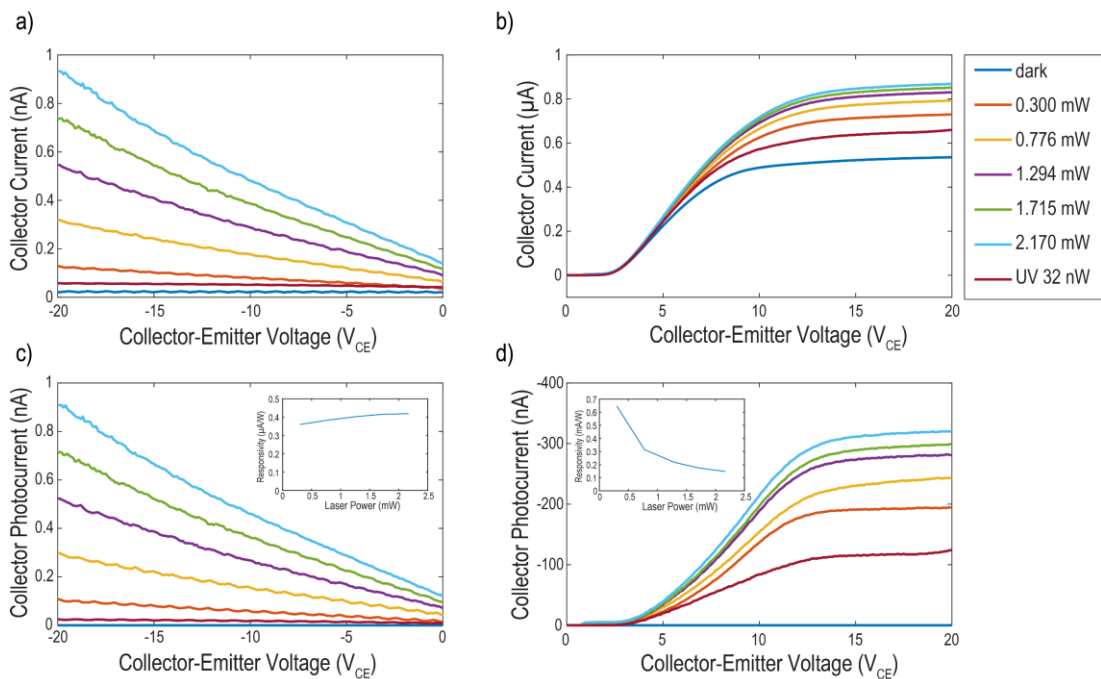 a)
Collector Current (nA)
1
0.8
0.6
0.4
0.2
0
-20 -15 -10 -5 0
Collector-Emitter Voltage (V_CE)
b)
Collector Current (µA)
1
0.8
0.6
0.4
0.2
0
0 5 10 15 20
Collector-Emitter Voltage (V_CE)
dark
0.300 mW
0.776 mW
1.294 mW
1.715 mW
2.170 mW
UV 32 nW
c)
Collector Photocurrent (nA)
1
0.8
0.6
0.4
0.2
0
-20 -15 -10 -5 0
Collector-Emitter Voltage (V_CE)
Responsivity (µA/W)
0.5
0.4
0.3
0.2
0.1
0
0 0.5 1 1.5 2 2.5
Laser Power (mW)
d)
Collector Photocurrent (nA)
-400
-300
-200
-100
0
0 5 10 15 20
Collector-Emitter Voltage (V_CE)
Responsivity (mA/W)
0.7
0.6
0.5
0.4
0.3
0.2
0.1
0
0 0.5 1 1.5 2 2.5
Laser Power (mW)